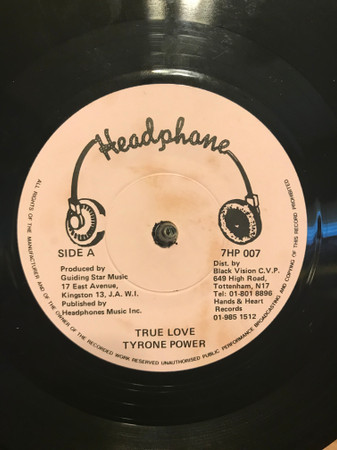 Headphone
SIDE A
7HP 007
Produced by
Guiding Star Music
17 East Avenue,
Kingston 13, J.A. W.I.
Published by
Headphones Music Inc.
Dist. by
Black Vision C.V.P.
649 High Road,
Tottenham, N17
Tel: 01-801 8896
Hands & Heart
Records
01-985 1512
TRUE LOVE
TYRONE POWER
ALL RIGHTS OF THE MANUFACTURER AND OF THE OWNER OF THE RECORDED WORK RESERVED UNAUTHORISED PUBLIC PERFORMANCE BROADCASTING AND COPYING OF THIS RECORD PROHIBITED